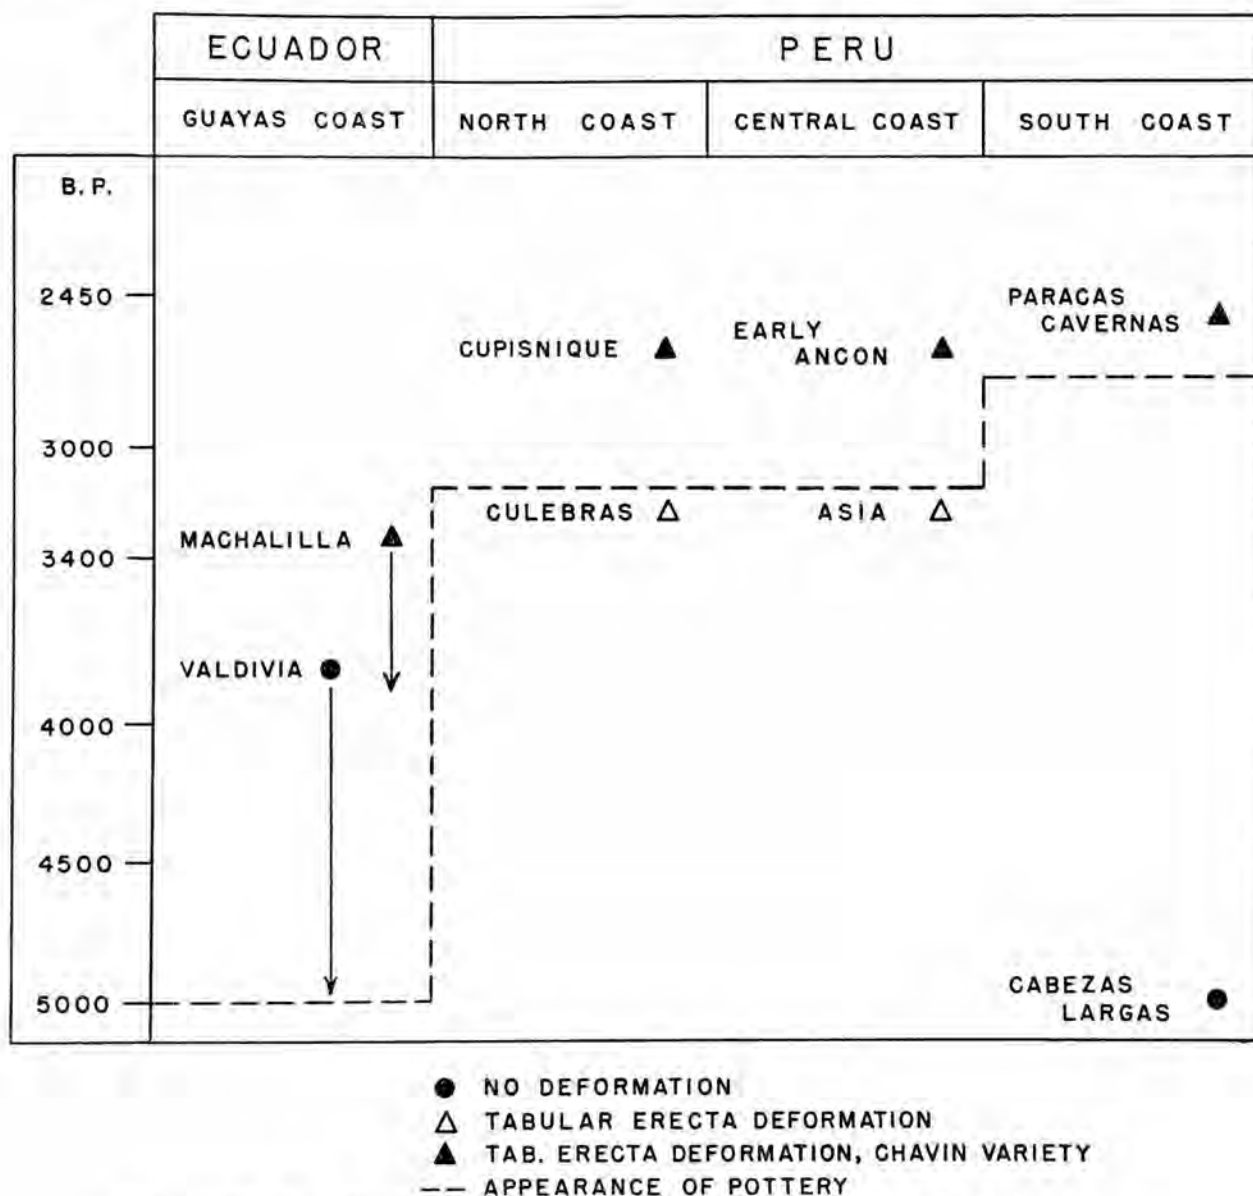 ECUADOR
PERU
GUAYAS COAST
NORTH COAST
CENTRAL COAST
SOUTH COAST
B.P.
2450
PARACAS
CAVERNAS
CUPISNIQUE
EARLY
ANCON
3000
CULEBRAS
ASIA
MACHALILLA
3400
VALDIVIA
4000
4500
5000
CABEZAS
LARGAS
NO DEFORMATION
TABULAR ERECTA DEFORMATION
TAB. ERECTA DEFORMATION, CHAVIN VARIETY
APPEARANCE OF POTTERY